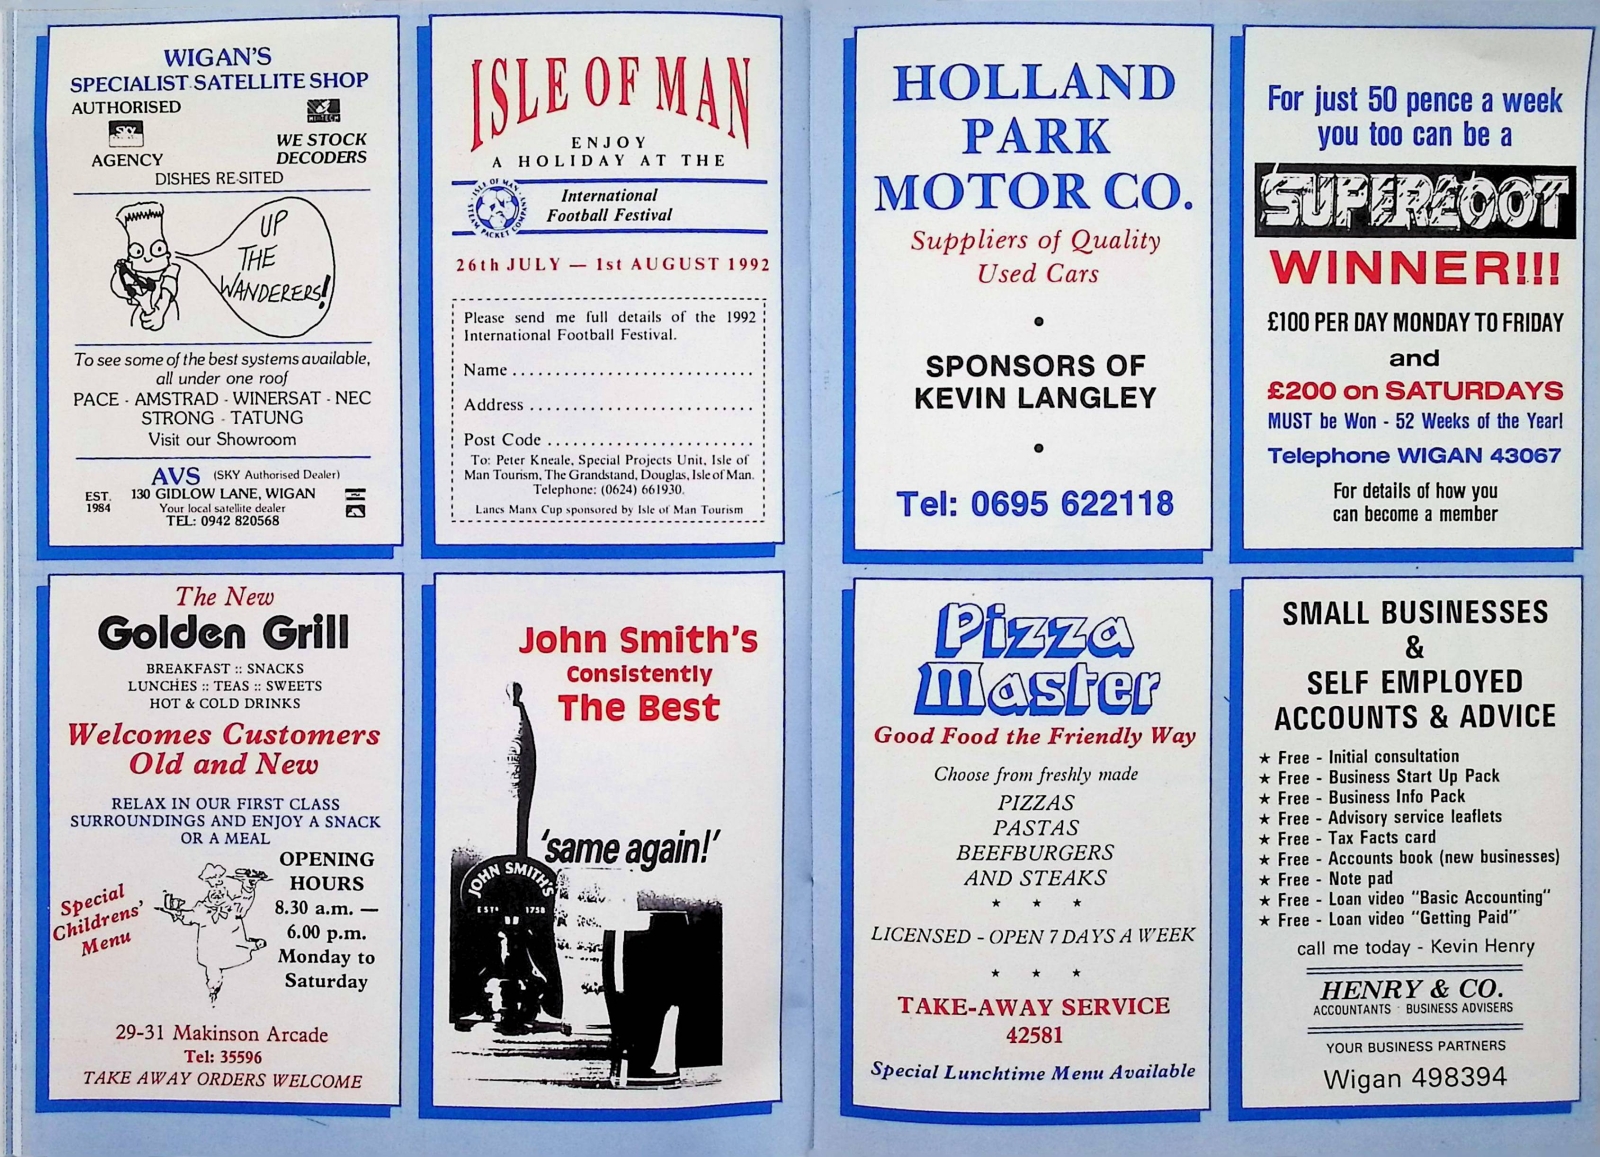 WIGAN'S
SPECIALIST SATELLITE SHOP
AUTHORISED
SKY
AGENCY
HI-TECH
WE STOCK
DECODERS
DISHES RE-SITED
UP
THE
WANDERERS!
To see some of the best systems available,
all under one roof
PACE - AMSTRAD - WINERSAT - NEC
STRONG - TATUNG
Visit our Showroom
AVS (SKY Authorised Dealer)
EST.
1984
130 GIDLOW LANE, WIGAN
Your local satellite dealer
TEL: 0942 820568
ISLE OF MAN
ENJOY
A HOLIDAY AT THE
ISLE OF MAN
STEAM PACKET COMPANY
International
Football Festival
26th JULY — 1st AUGUST 1992
Please send me full details of the 1992
International Football Festival.
Name
Address
Post Code
To: Peter Kneale, Special Projects Unit, Isle of
Man Tourism, The Grandstand, Douglas, Isle of Man.
Telephone: (0624) 661930.
Lancs Manx Cup sponsored by Isle of Man Tourism
HOLLAND
PARK
MOTOR CO.
Suppliers of Quality
Used Cars
•
SPONSORS OF
KEVIN LANGLEY
•
Tel: 0695 622118
For just 50 pence a week
you too can be a
SUPERFOOT
WINNER!!!
£100 PER DAY MONDAY TO FRIDAY
and
£200 on SATURDAYS
MUST be Won - 52 Weeks of the Year!
Telephone WIGAN 43067
For details of how you
can become a member
The New
Golden Grill
BREAKFAST :: SNACKS
LUNCHES :: TEAS :: SWEETS
HOT & COLD DRINKS
Welcomes Customers
Old and New
RELAX IN OUR FIRST CLASS
SURROUNDINGS AND ENJOY A SNACK
OR A MEAL
Special
Childrens'
Menu
OPENING
HOURS
8.30 a.m. —
6.00 p.m.
Monday to
Saturday
29-31 Makinson Arcade
Tel: 35596
TAKE AWAY ORDERS WELCOME
John Smith's
Consistently
The Best
'same again!'
JOHN SMITH'S
ESTD 1758
Pizza
Master
Good Food the Friendly Way
Choose from freshly made
PIZZAS
PASTAS
BEEFBURGERS
AND STEAKS
★ ★ ★
LICENSED - OPEN 7 DAYS A WEEK
★ ★ ★
TAKE-AWAY SERVICE
42581
Special Lunchtime Menu Available
SMALL BUSINESSES
&
SELF EMPLOYED
ACCOUNTS & ADVICE
★ Free - Initial consultation
★ Free - Business Start Up Pack
★ Free - Business Info Pack
★ Free - Advisory service leaflets
★ Free - Tax Facts card
★ Free - Accounts book (new businesses)
★ Free - Note pad
★ Free - Loan video "Basic Accounting"
★ Free - Loan video "Getting Paid"
call me today - Kevin Henry
HENRY & CO.
ACCOUNTANTS · BUSINESS ADVISERS
YOUR BUSINESS PARTNERS
Wigan 498394